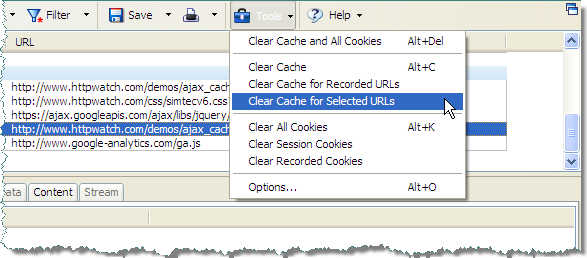 Filter Save Tools Help
URL
Clear Cache and All Cookies Alt+Del
Clear Cache Alt+C
Clear Cache for Recorded URLs
Clear Cache for Selected URLs
Clear All Cookies Alt+K
Clear Session Cookies
Clear Recorded Cookies
Options... Alt+O
http://www.httpwatch.com/demos/ajax_cac
http://www.httpwatch.com/css/simtecv6.css
https://ajax.googleapis.com/ajax/libs/jquery/
http://www.httpwatch.com/demos/ajax_cac
http://www.google-analytics.com/ga.js
Content Stream